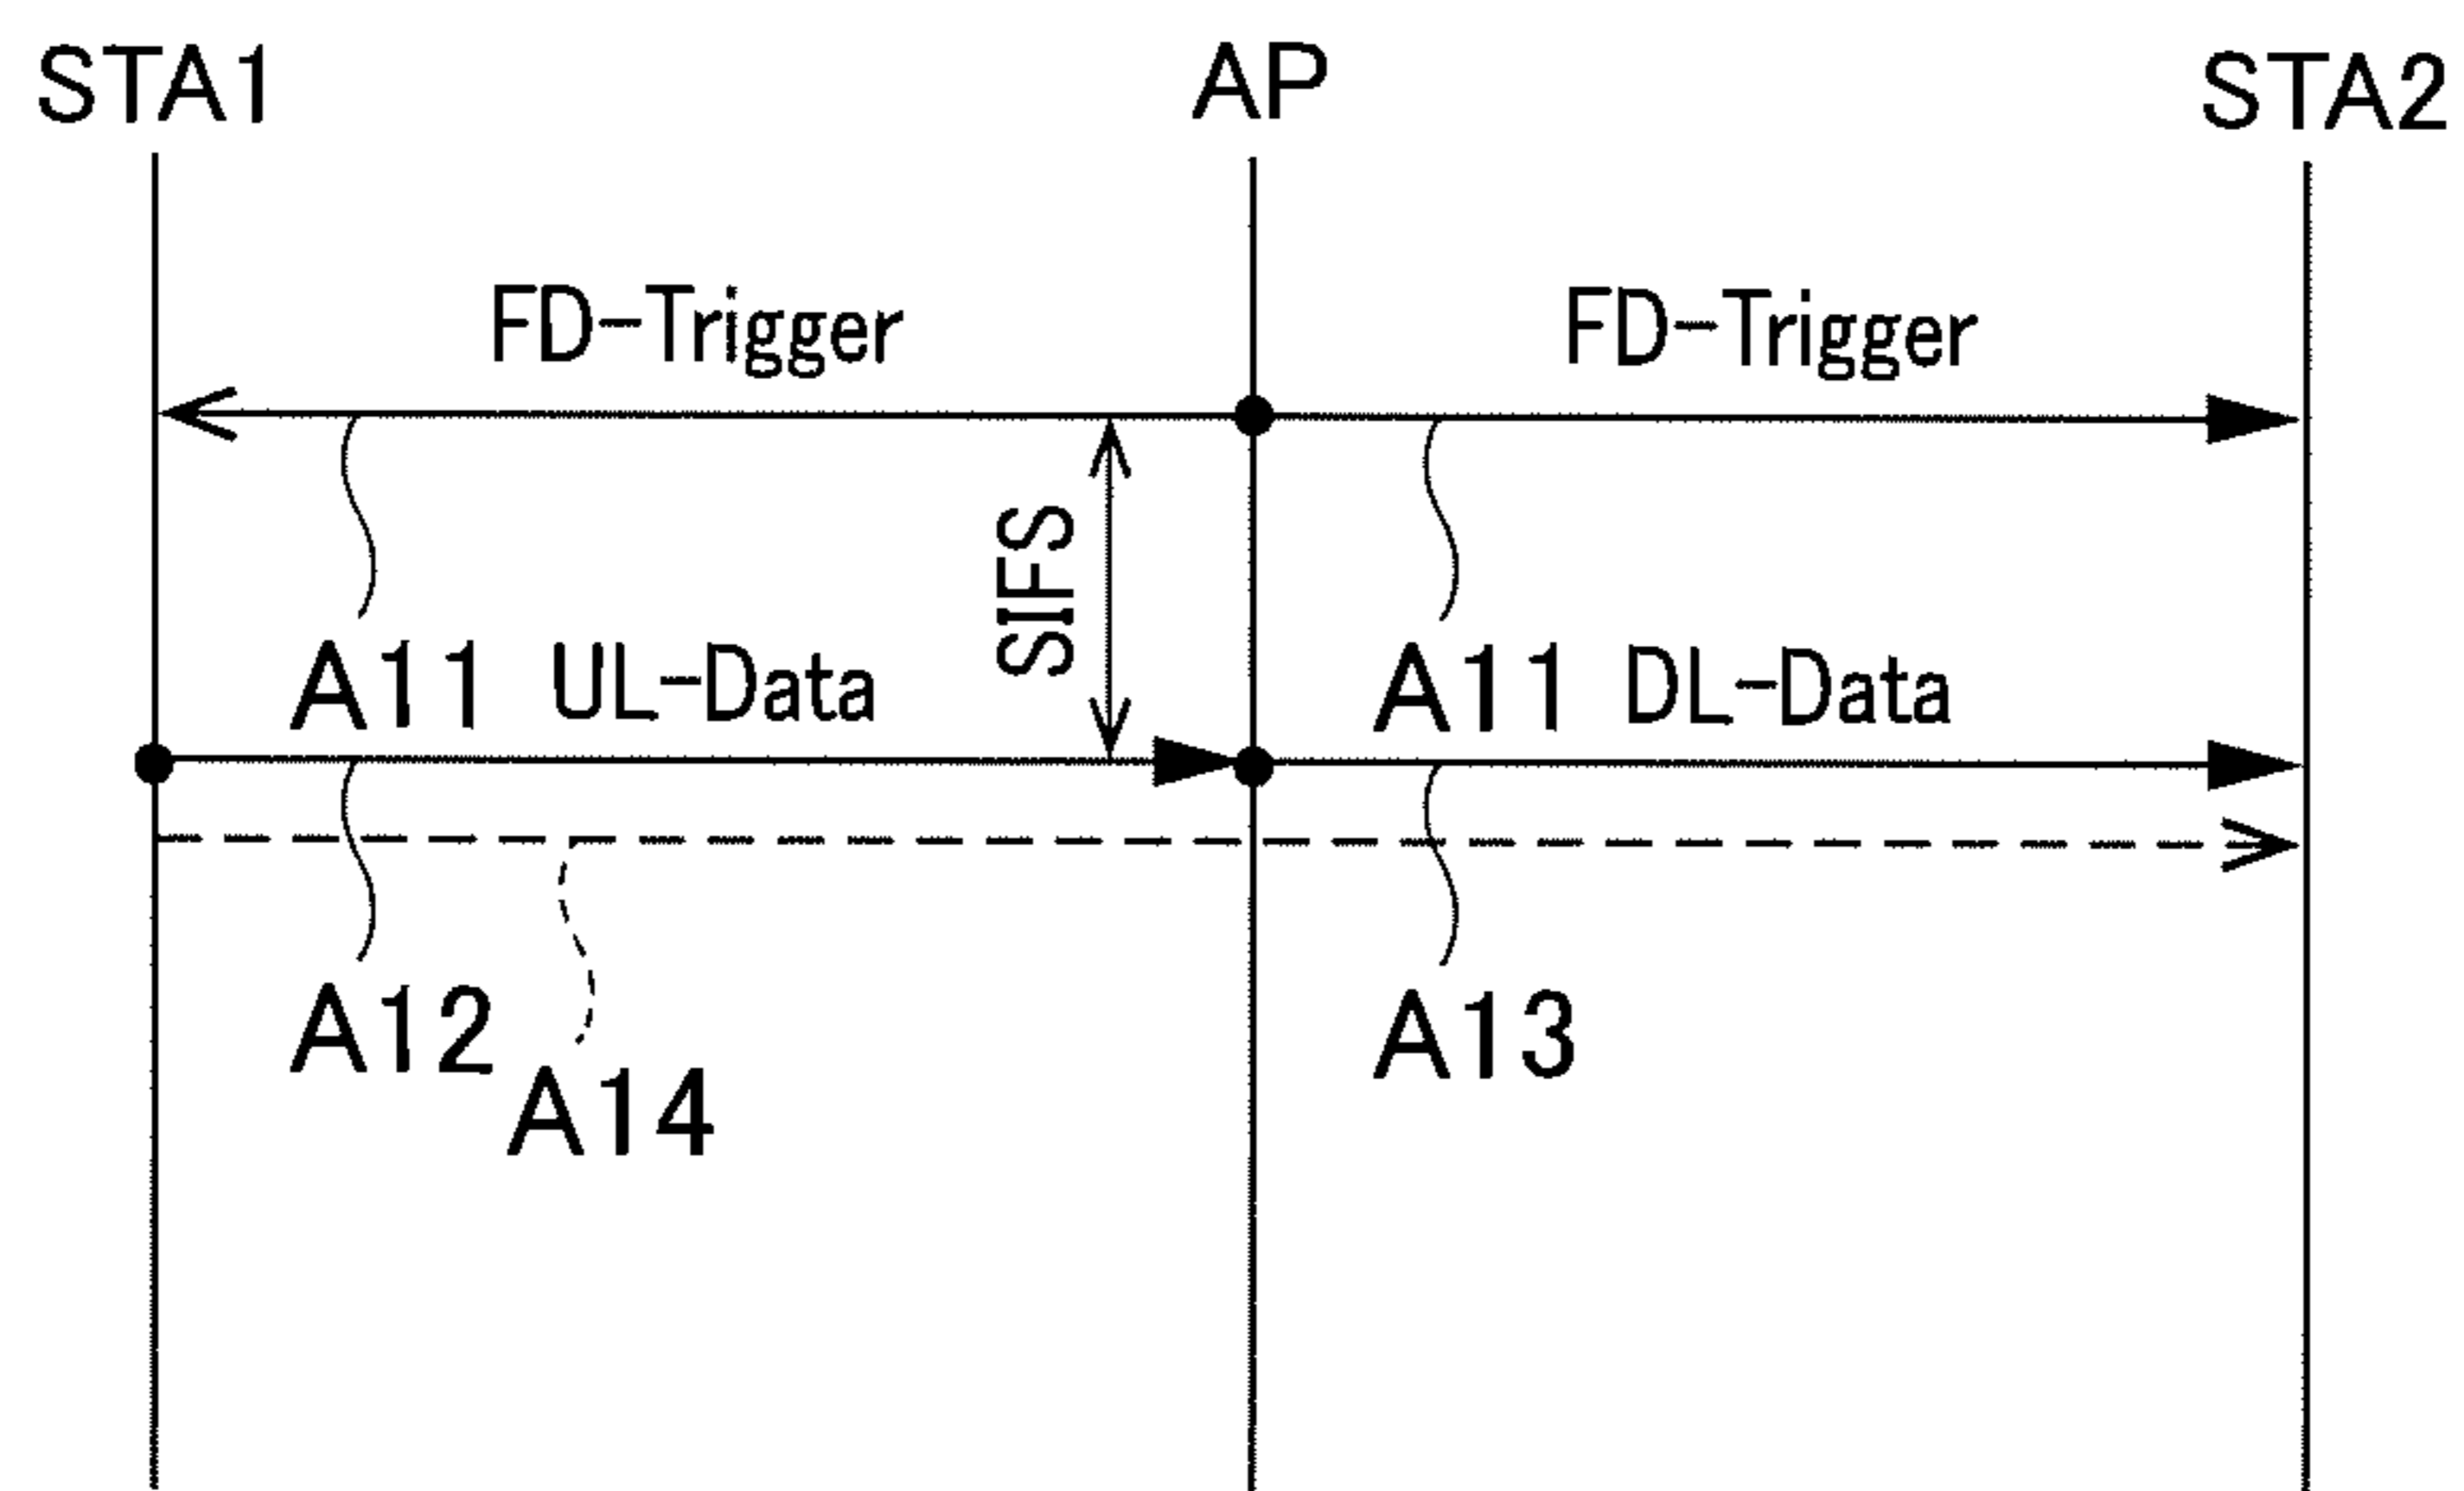 STA1
AP
STA2
FD-Trigger
FD-Trigger
SIFS
A11
UL-Data
A11
DL-Data
A12
A13
A14